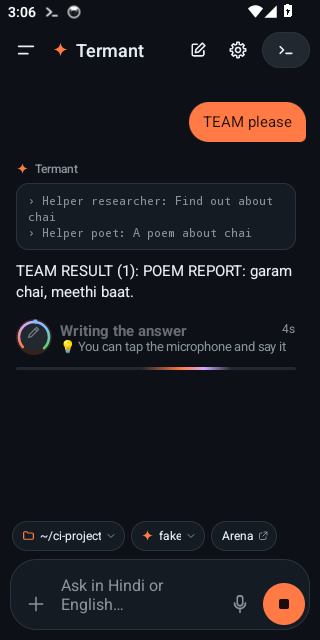 3:06
Termant
TEAM please
Termant
› Helper researcher: Find out about
chai
› Helper poet: A poem about chai
TEAM RESULT (1): POEM REPORT: garam
chai, meethi baat.
Writing the answer 4s
💡 You can tap the microphone and say it
~/ci-project
fake
Arena
Ask in Hindi or
English…